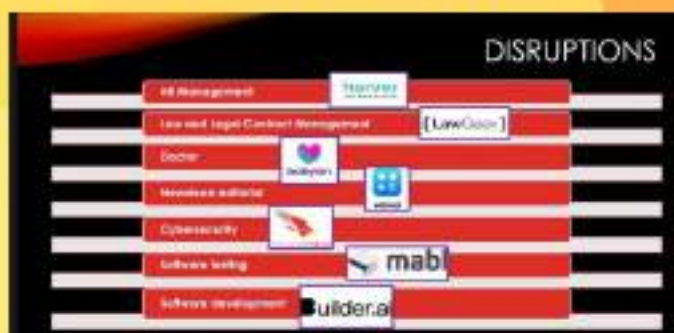 DISRUPTIONS
HR Management
Harver
Law and Legal Contract Management
[LawGeex]
Doctor
babylon
Newsroom editorial
Cybersecurity
Software testing
mabl
Software development
Builder.ai